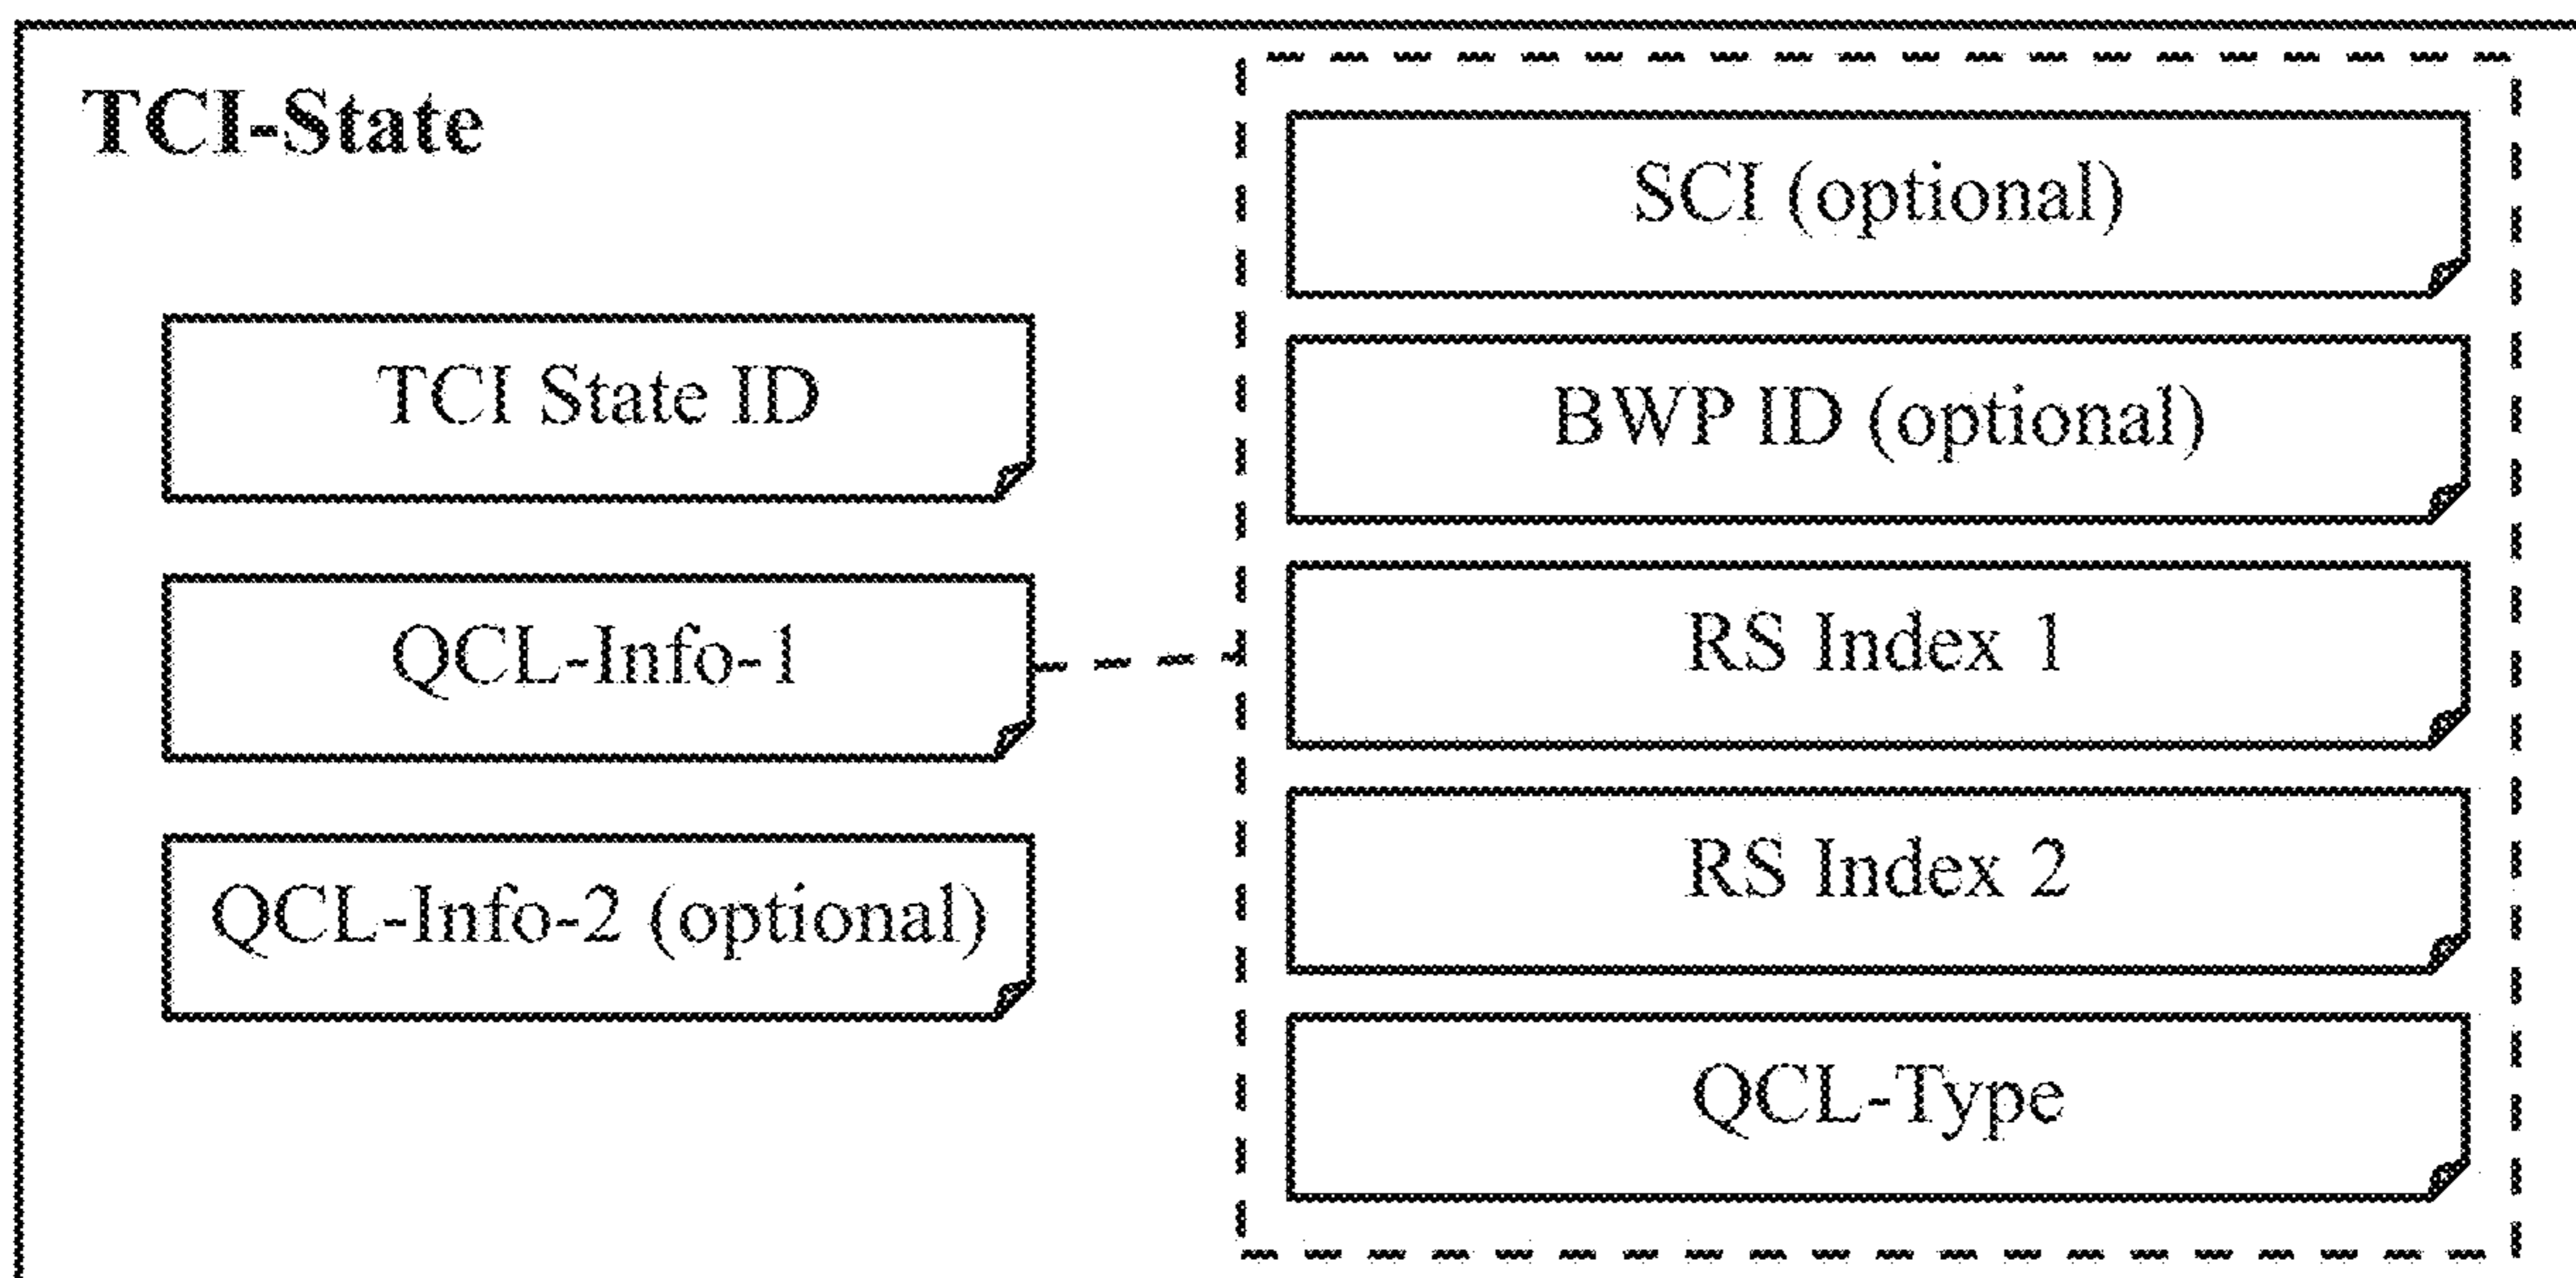 TCI-State
TCI State ID
QCL-Info-1
QCL-Info-2 (optional)
SCI (optional)
BWP ID (optional)
RS Index 1
RS Index 2
QCL-Type